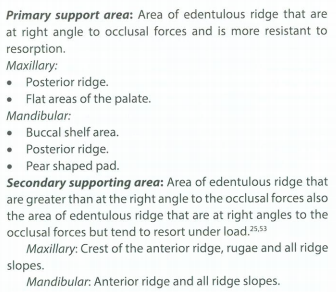 Primary support area: Area of edentulous ridge that are
at right angle to occlusal forces and is more resistant to
resorption.
Maxillary:
• Posterior ridge.
• Flat areas of the palate.
Mandibular:
• Buccal shelf area.
• Posterior ridge.
• Pear shaped pad.
Secondary supporting area: Area of edentulous ridge that
are greater than at the right angle to the occlusal forces also
the area of edentulous ridge that are at right angles to the
occlusal forces but tend to resort under load.25,53
Maxillary: Crest of the anterior ridge, rugae and all ridge
slopes.
Mandibular: Anterior ridge and all ridge slopes.